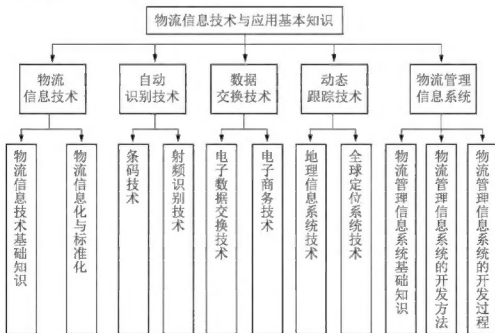 物流信息技术与应用基本知识
物流
信息技术
自动
识别技术
数据
交换技术
动态
跟踪技术
物流管理
信息系统
物流信息技术基础知识
物流信息化与标准化
条码技术
射频识别技术
电子数据交换技术
电子商务技术
地理信息系统技术
全球定位系统技术
物流管理信息系统基础知识
物流管理信息系统的开发方法
物流管理信息系统的开发过程